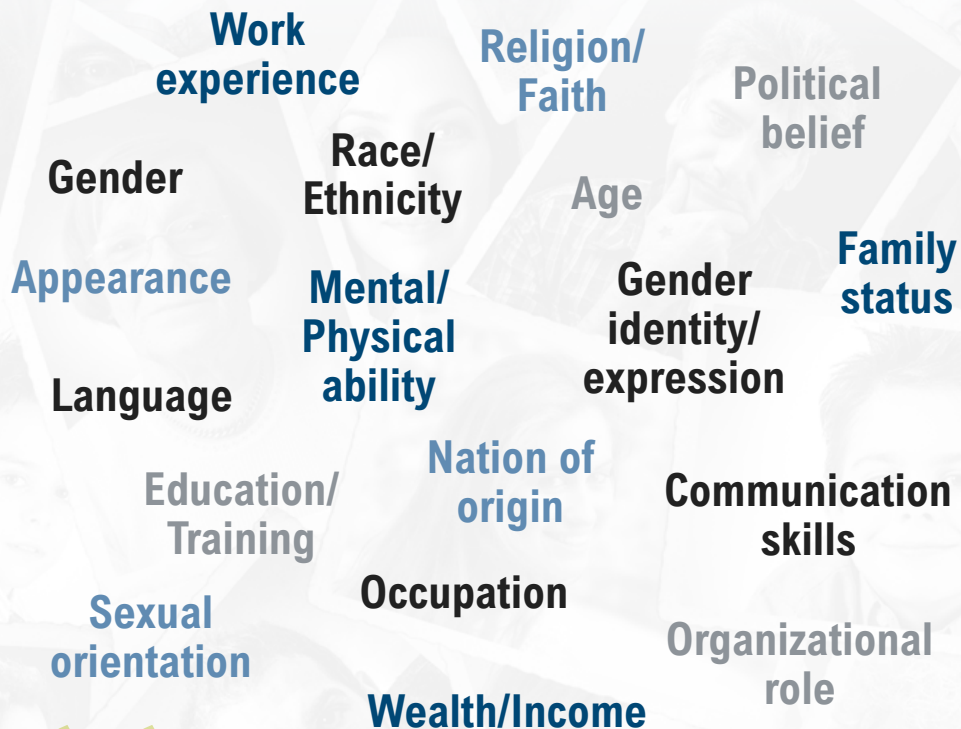 Work
experience
Religion/
Faith
Political
belief
Gender
Race/
Ethnicity
Age
Appearance
Mental/
Physical
ability
Gender
identity/
expression
Family
status
Language
Education/
Training
Nation of
origin
Communication
skills
Occupation
Sexual
orientation
Organizational
role
Wealth/Income